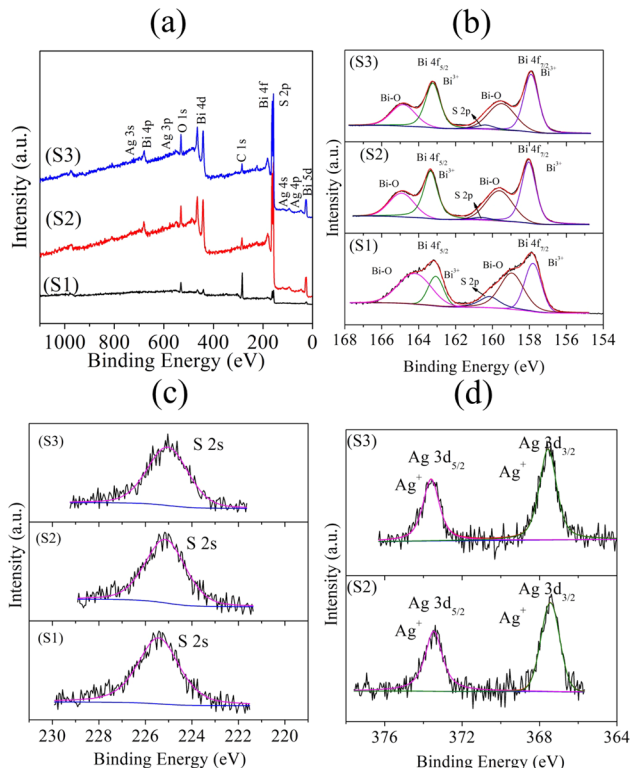 (a)
(S3)
(S2)
(S1)
Ag 3s
Bi 4p
Ag 3p
O 1s
Bi 4d
C 1s
Bi 4f
S 2p
Ag 4s
Ag 4p
Bi 5d
Intensity (a.u.)
1000 800 600 400 200 0
Binding Energy (eV)
(b)
(S3)
Bi 4f5/2
Bi 4f7/2
Bi3+
Bi3+
Bi-O
Bi-O
S 2p
(S2)
Bi 4f5/2
Bi 4f7/2
Bi3+
Bi3+
Bi-O
Bi-O
S 2p
(S1)
Bi 4f5/2
Bi 4f7/2
Bi3+
Bi3+
Bi-O
Bi-O
S 2p
Intensity (a.u.)
168 166 164 162 160 158 156 154
Binding Energy (eV)
(c)
(S3)
S 2s
(S2)
S 2s
(S1)
S 2s
Intensity (a.u.)
230 228 226 224 222 220
Binding Energy (eV)
(d)
(S3)
Ag 3d5/2
Ag+
Ag 3d3/2
Ag+
(S2)
Ag 3d5/2
Ag+
Ag 3d3/2
Ag+
Intensity (a.u.)
376 372 368 364
Binding Energy (eV)